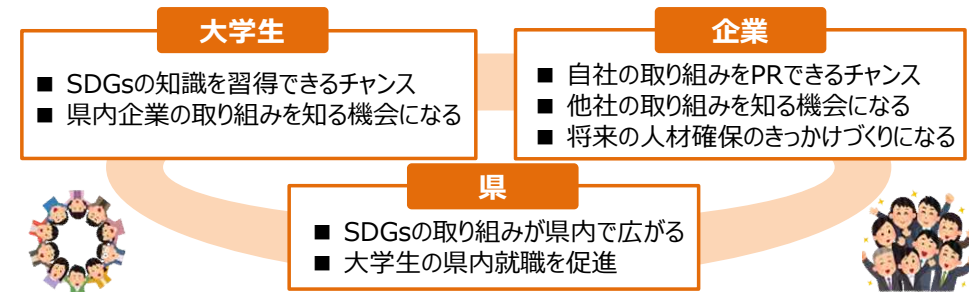 大学生
■ SDGsの知識を習得できるチャンス
■ 県内企業の取り組みを知る機会になる
企業
■ 自社の取り組みをPRできるチャンス
■ 他社の取り組みを知る機会になる
■ 将来の人材確保のきっかけづくりになる
県
■ SDGsの取り組みが県内で広がる
■ 大学生の県内就職を促進